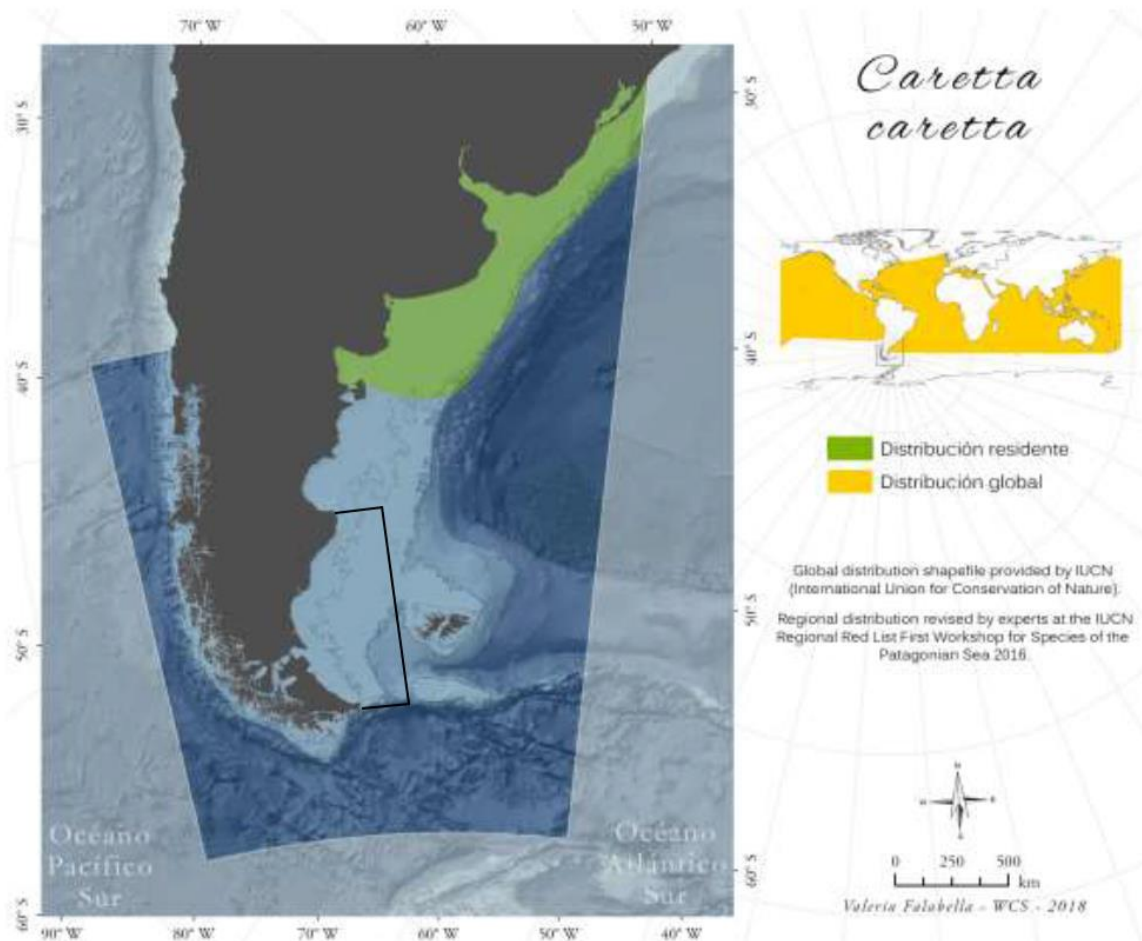 70° W 60° W 50° W
30° S
40° S
50° S
60° S
30° S
40° S
50° S
60° S
Océano
Pacífico
Sur
Océano
Atlántico
Sur
90° W 80° W 70° W 60° W 50° W 40° W
Caretta
caretta
Distribución residente
Distribución global
Global distribution shapefile provided by IUCN
(International Union for Conservation of Nature).
Regional distribution revised by experts at the IUCN
Regional Red List First Workshop for Species of the
Patagonian Sea 2016.
0 250 500
km
Valeria Falabella - WCS - 2018